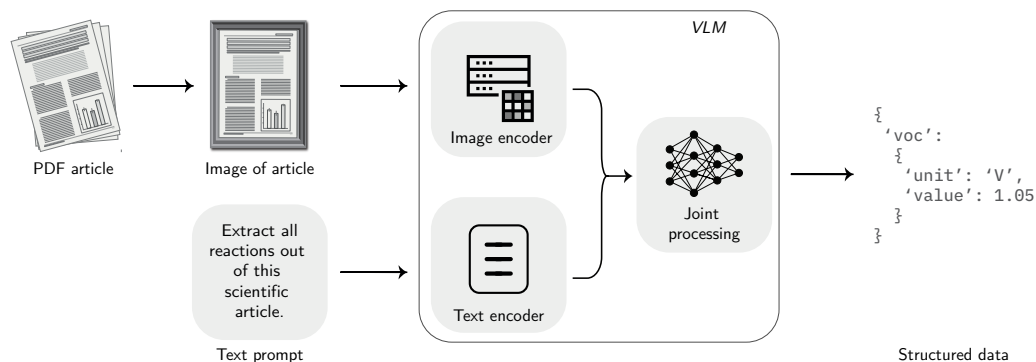 VLM
PDF article
Image of article
Image encoder
Extract all
reactions out
of this
scientific
article.
Text prompt
Text encoder
Joint
processing
{
‘voc’:
{
‘unit’: ‘V’,
‘value’: 1.05
}
}
Structured data